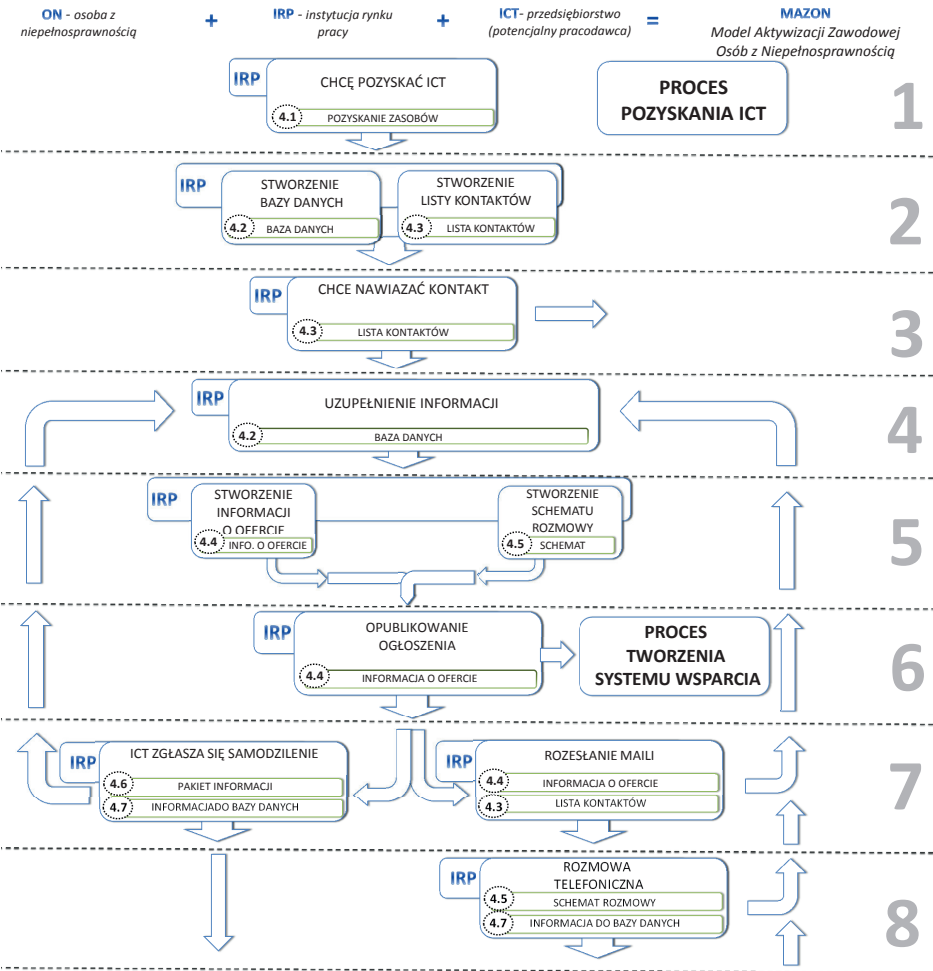 ON - osoba z
niepełnosprawnością
+
IRP - instytucja rynku
pracy
+
ICT- przedsiębiorstwo
(potencjalny pracodawca)
=
MAZON
Model Aktywizacji Zawodowej
Osób z Niepełnosprawnością
IRP
CHCĘ POZYSKAĆ ICT
4.1 POZYSKANIE ZASOBÓW
PROCES
POZYSKANIA ICT
1
IRP
STWORZENIE
BAZY DANYCH
4.2 BAZA DANYCH
STWORZENIE
LISTY KONTAKTÓW
4.3 LISTA KONTAKTÓW
2
IRP
CHCE NAWIAZAĆ KONTAKT
4.3 LISTA KONTAKTÓW
3
IRP
UZUPEŁNIENIE INFORMACJI
4.2 BAZA DANYCH
4
IRP
STWORZENIE
INFORMACJI
O OFERCIE
4.4 INFO. O OFERCIE
STWORZENIE
SCHEMATU
ROZMOWY
4.5 SCHEMAT
5
IRP
OPUBLIKOWANIE
OGŁOSZENIA
4.4 INFORMACJA O OFERCIE
PROCES
TWORZENIA
SYSTEMU WSPARCIA
6
IRP
ICT ZGŁASZA SIĘ SAMODZILENIE
4.6 PAKIET INFORMACJI
4.7 INFORMACJADO BAZY DANYCH
IRP
ROZESŁANIE MAILI
4.4 INFORMACJA O OFERCIE
4.3 LISTA KONTAKTÓW
7
IRP
ROZMOWA
TELEFONICZNA
4.5 SCHEMAT ROZMOWY
4.7 INFORMACJA DO BAZY DANYCH
8